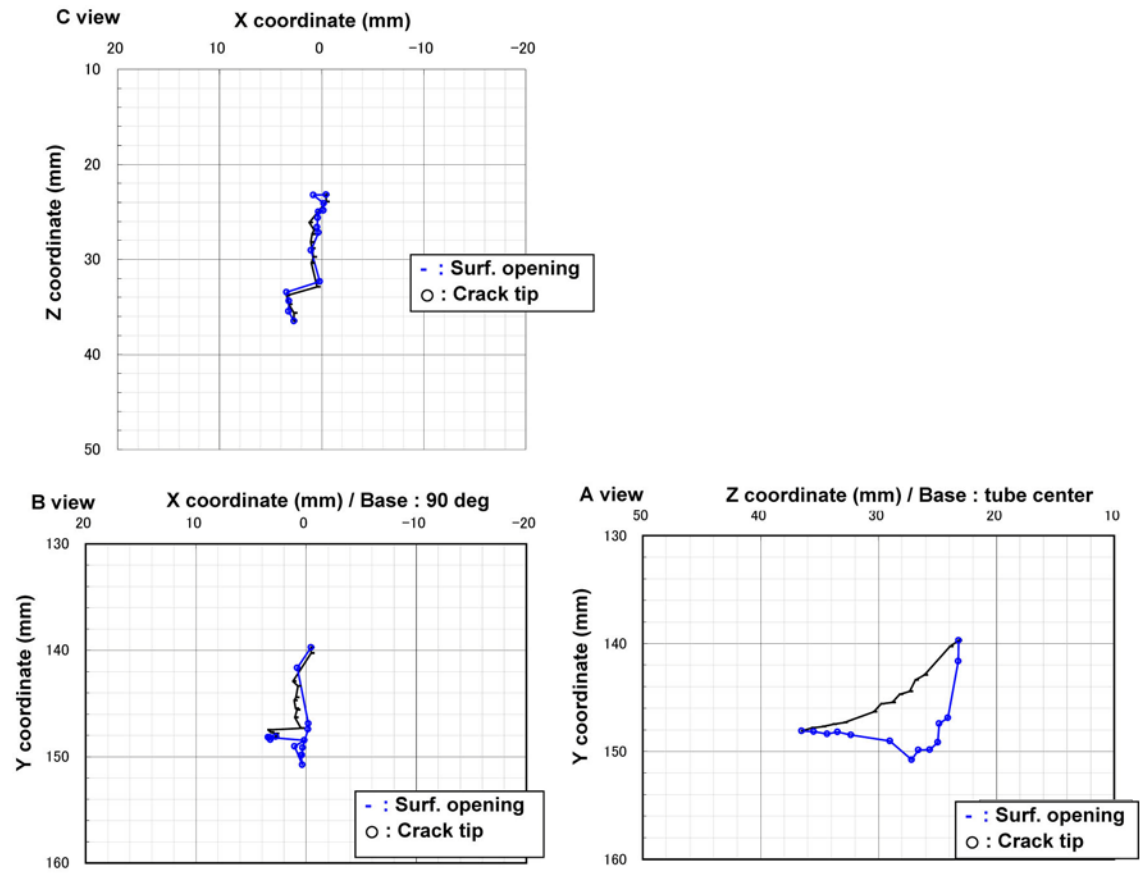 C view
X coordinate (mm)
20 10 0 −10 −20
10
20
30
40
50
Z coordinate (mm)
- : Surf. opening
○ : Crack tip
B view
X coordinate (mm) / Base : 90 deg
20 10 0 −10 −20
130
140
150
160
Y coordinate (mm)
- : Surf. opening
○ : Crack tip
A view
Z coordinate (mm) / Base : tube center
50 40 30 20 10
130
140
150
160
Y coordinate (mm)
- : Surf. opening
○ : Crack tip